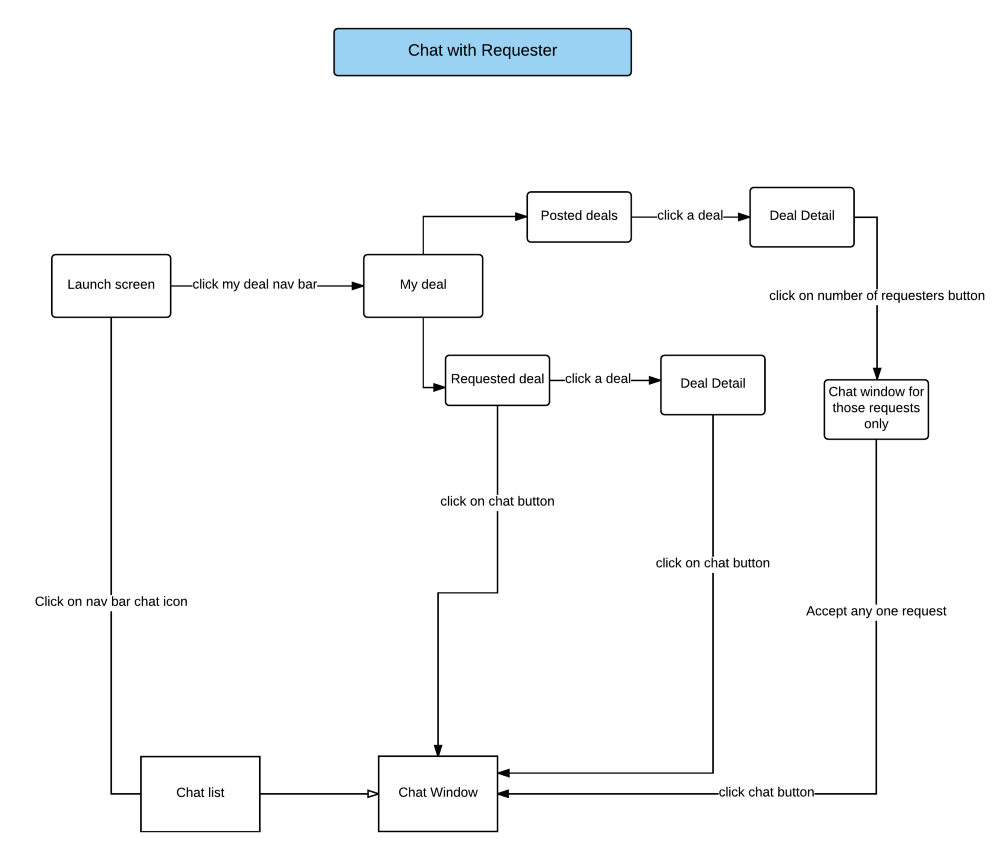 Chat with Requester
Posted deals
click a deal
Deal Detail
Launch screen
click my deal nav bar
My deal
click on number of requesters button
Requested deal
click a deal
Deal Detail
Chat window for
those requests
only
click on chat button
click on chat button
Click on nav bar chat icon
Accept any one request
Chat list
Chat Window
click chat button